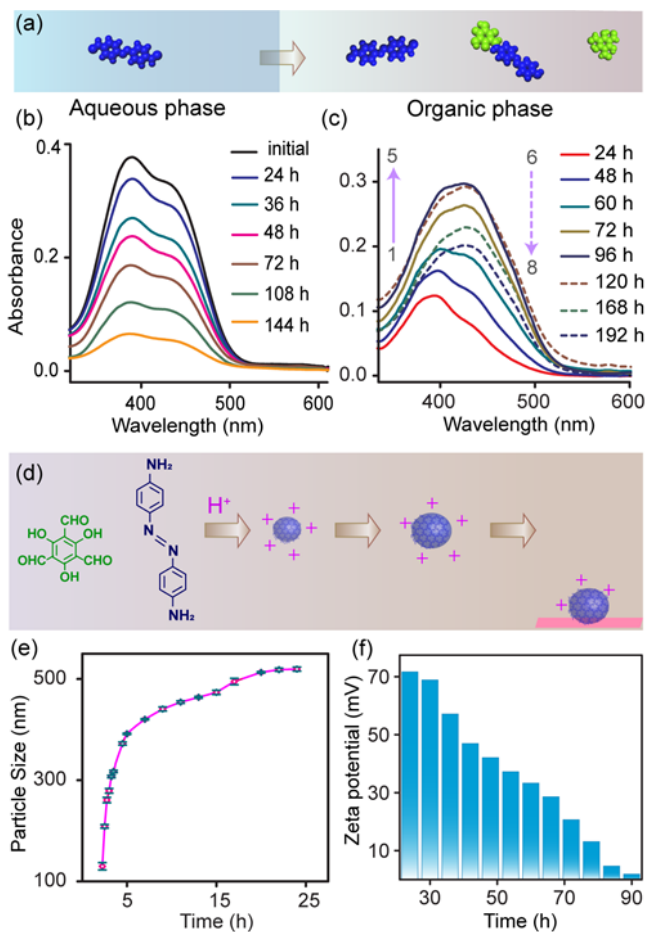 (a)
Aqueous phase
Organic phase
(b)
0.4
0.2
0.0
Absorbance
400
500
600
Wavelength (nm)
initial
24 h
36 h
48 h
72 h
108 h
144 h
(c)
0.3
0.2
0.1
0.0
5
1
6
8
400
500
600
Wavelength (nm)
24 h
48 h
60 h
72 h
96 h
120 h
168 h
192 h
(d)
CHO
HO
OH
OHC
CHO
OH
NH₂
N
N
NH₂
H⁺
+ + + + +
+ + + + +
+ + +
(e)
500
300
100
Particle Size (nm)
5
15
25
Time (h)
(f)
70
50
30
10
Zeta potential (mV)
30
50
70
90
Time (h)